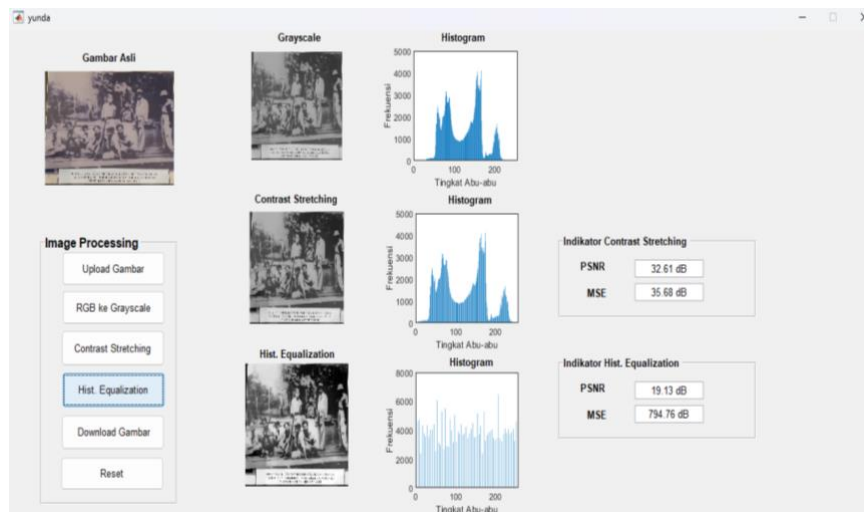 yunda
Gambar Asli
Grayscale
Histogram
5000
4000
3000
2000
1000
0
Frekuensi
0 100 200
Tingkat Abu-abu
Contrast Stretching
Histogram
5000
4000
3000
2000
1000
0
Frekuensi
0 100 200
Tingkat Abu-abu
Hist. Equalization
Histogram
8000
6000
4000
2000
0
Frekuensi
0 100 200
Tingkat Abu-abu
Image Processing
Upload Gambar
RGB ke Grayscale
Contrast Stretching
Hist. Equalization
Download Gambar
Reset
Indikator Contrast Stretching
PSNR 32.61 dB
MSE 35.68 dB
Indikator Hist. Equalization
PSNR 19.13 dB
MSE 794.76 dB